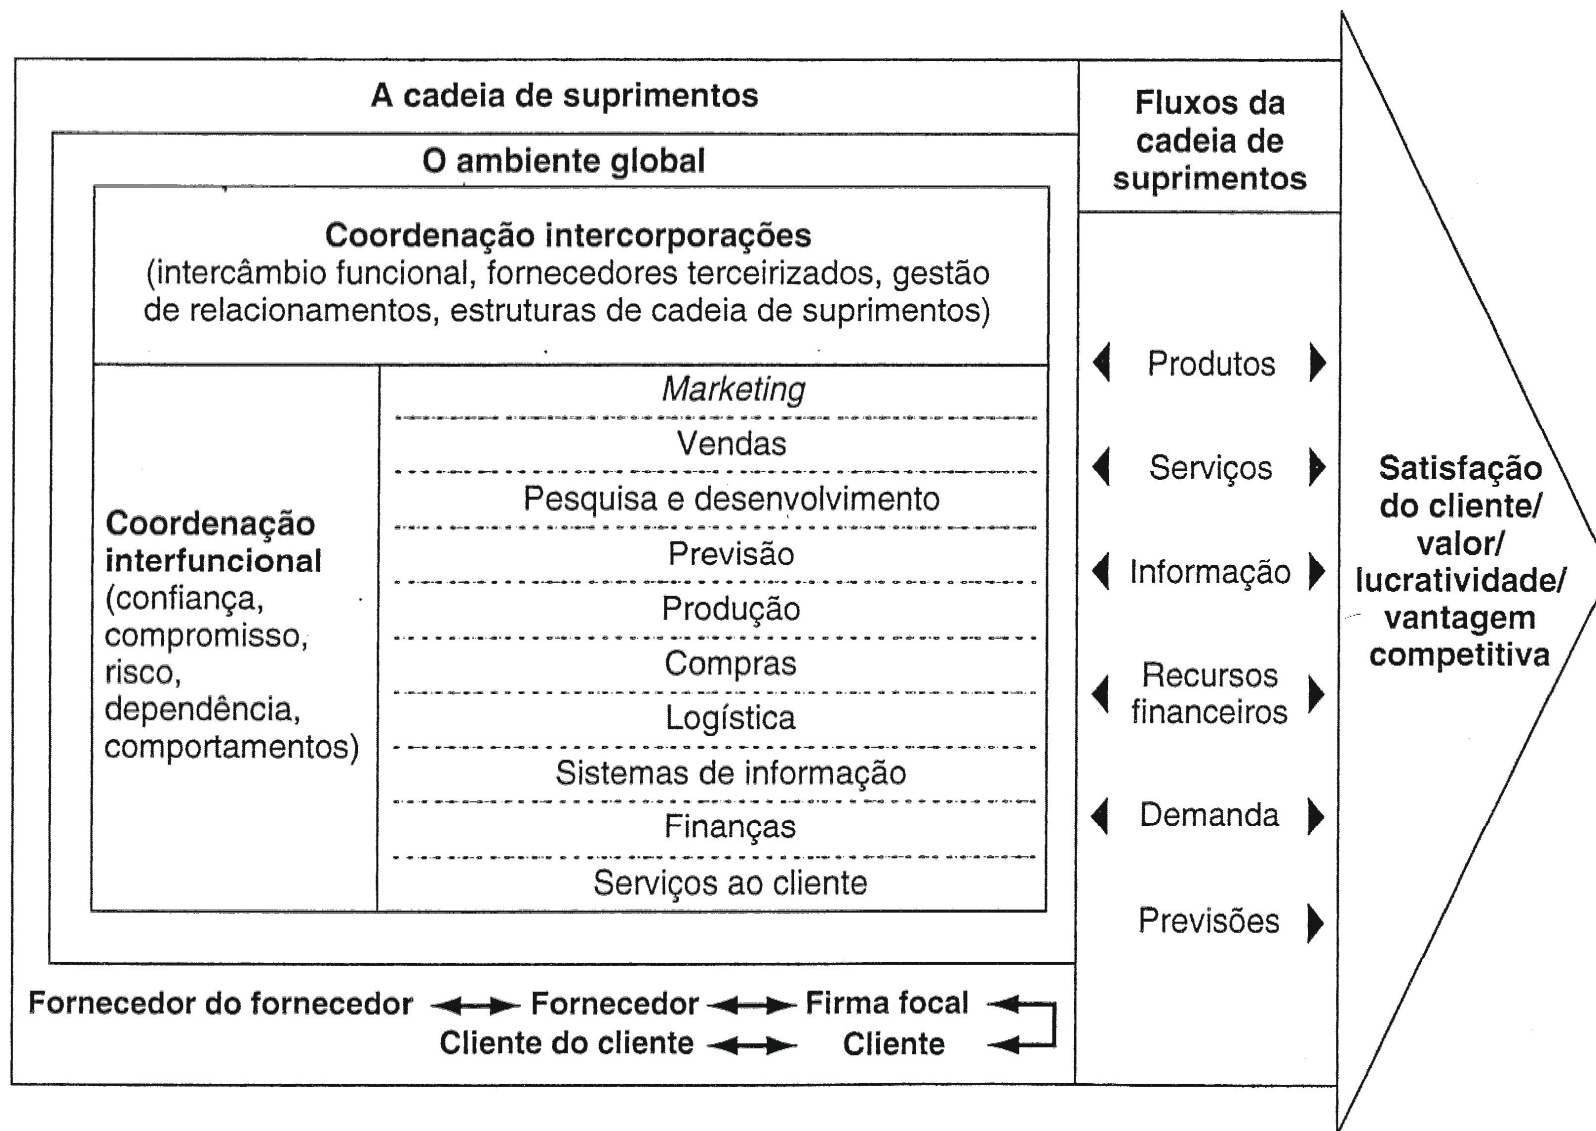 A cadeia de suprimentos
O ambiente global
Coordenação intercorporações
(intercâmbio funcional, fornecedores terceirizados, gestão
de relacionamentos, estruturas de cadeia de suprimentos)
Coordenação
interfuncional
(confiança,
compromisso,
risco,
dependência,
comportamentos)
Marketing
Vendas
Pesquisa e desenvolvimento
Previsão
Produção
Compras
Logística
Sistemas de informação
Finanças
Serviços ao cliente
Fornecedor do fornecedor Fornecedor Firma focal
Cliente do cliente Cliente
Fluxos da
cadeia de
suprimentos
Produtos
Serviços
Informação
Recursos
financeiros
Demanda
Previsões
Satisfação
do cliente/
valor/
lucratividade/
vantagem
competitiva